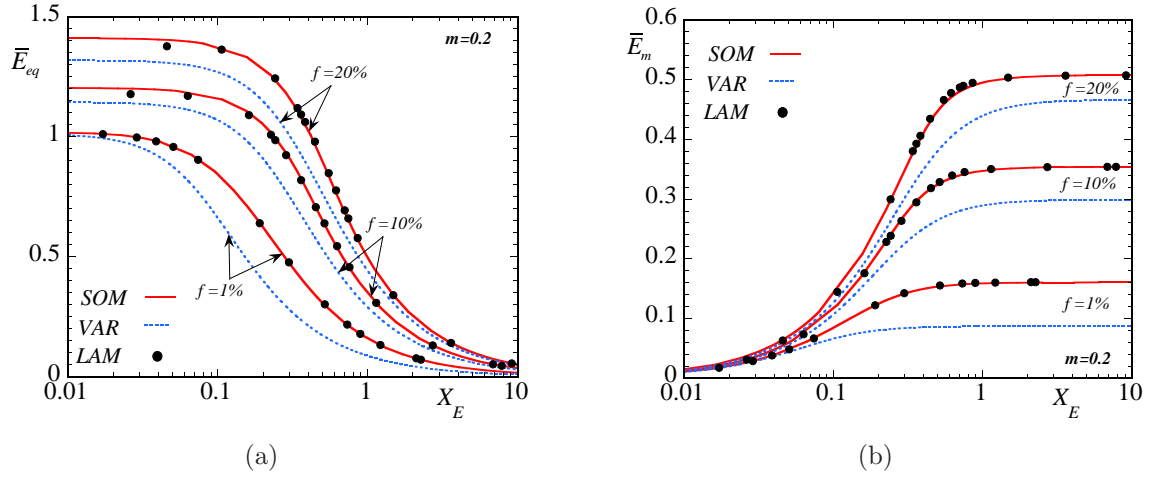 1.5
1
0.5
0
0.01
0.1
1
10
E̅eq
X_E
m=0.2
f=20%
f=10%
f=1%
SOM
VAR
LAM
(a)
0.6
0.5
0.4
0.3
0.2
0.1
0
0.01
0.1
1
10
E̅m
X_E
SOM
VAR
LAM
f=20%
f=10%
f=1%
m=0.2
(b)